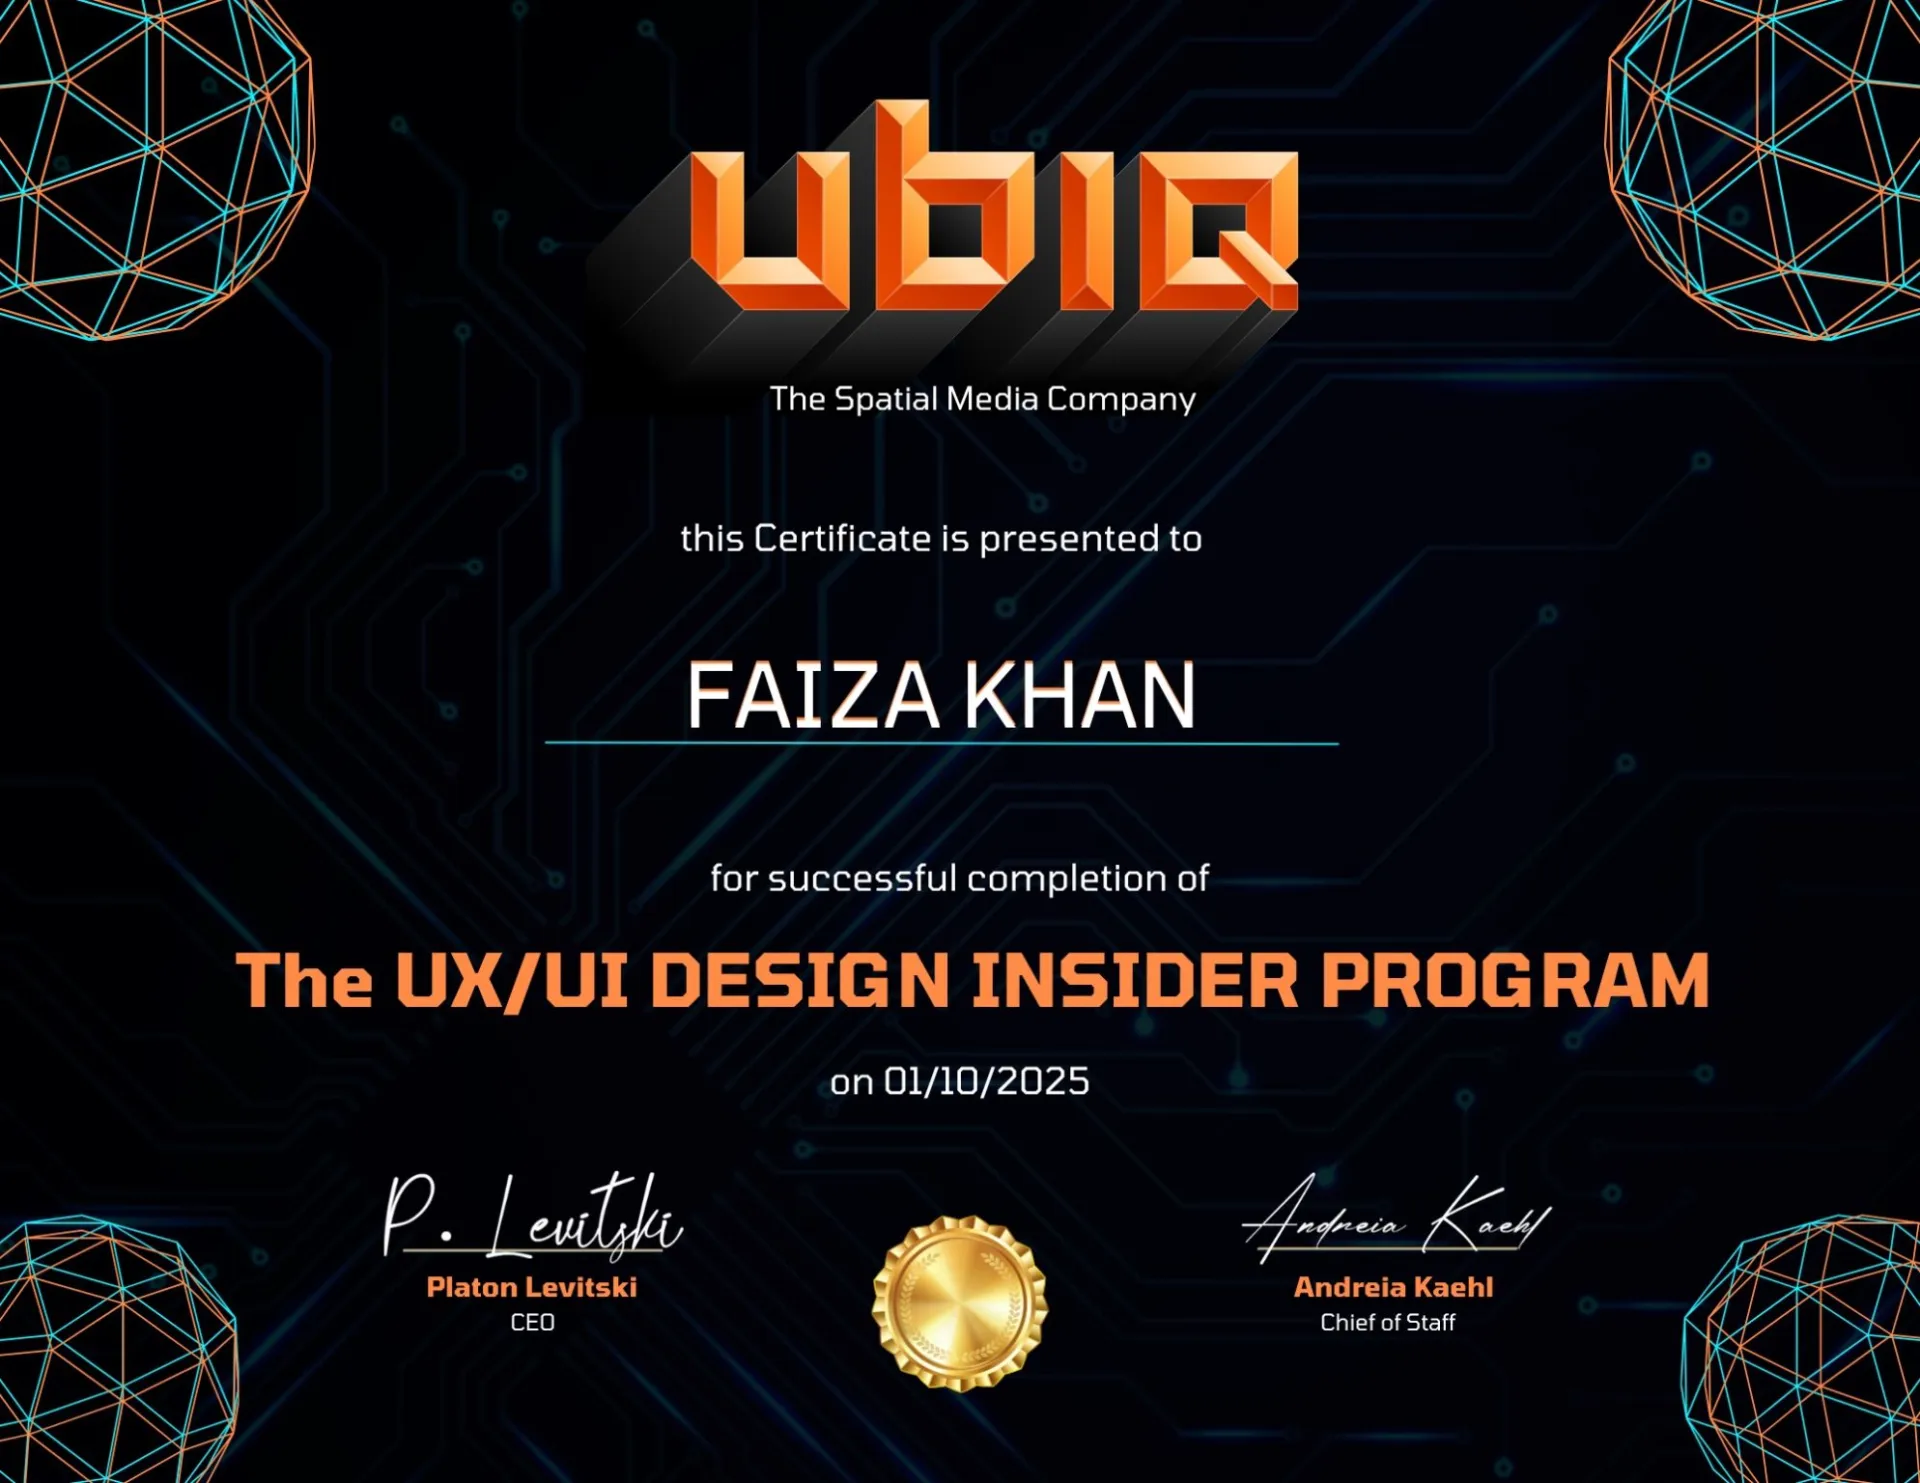 ubiq
The Spatial Media Company
this Certificate is presented to
FAIZA KHAN
for successful completion of
The UX/UI DESIGN INSIDER PROGRAM
on 01/10/2025
P. Levitski
Andreia Kaehl
Platon Levitski
Andreia Kaehl
CEO
Chief of Staff